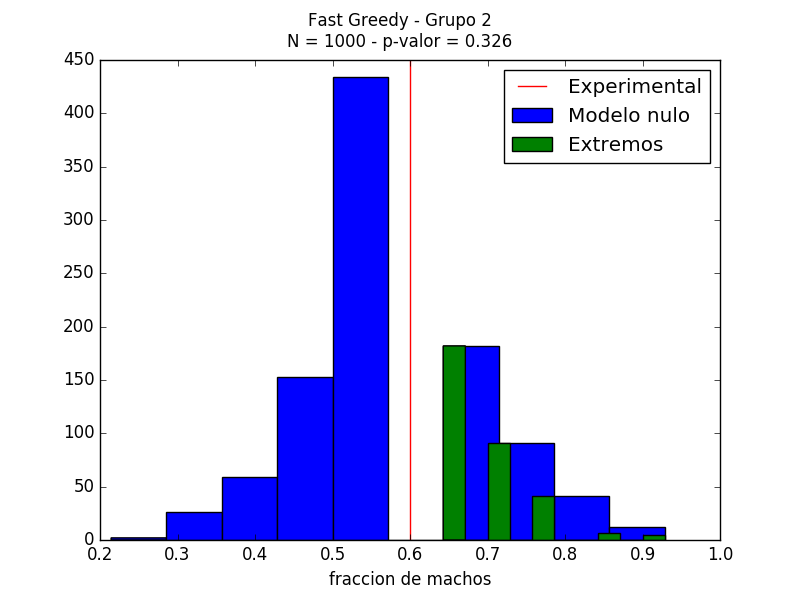 Fast Greedy - Grupo 2
N = 1000 - p-valor = 0.326
450
400
350
300
250
200
150
100
50
0
Experimental
Modelo nulo
Extremos
0.2 0.3 0.4 0.5 0.6 0.7 0.8 0.9 1.0
fraccion de machos